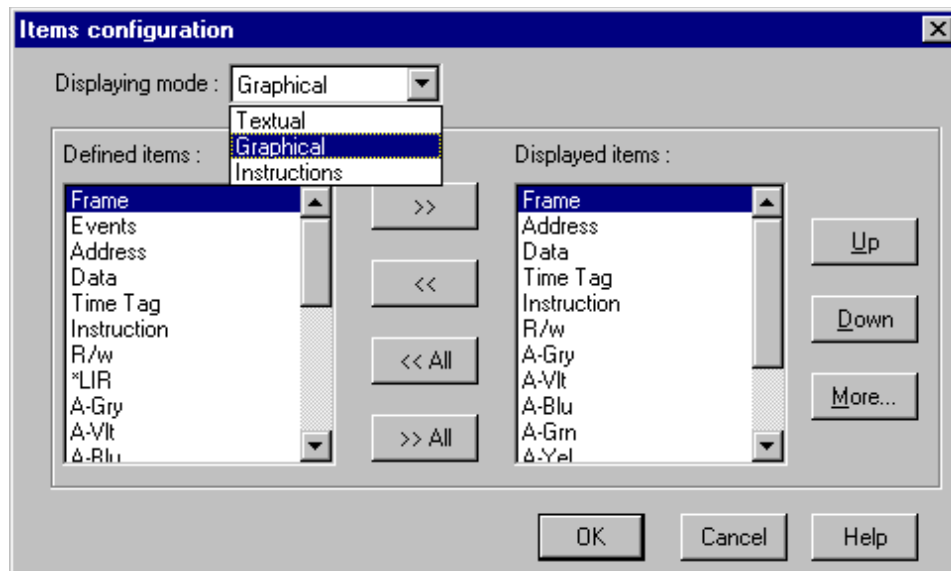 Items configuration
Displaying mode :
Graphical
Textual
Graphical
Instructions
Defined items :
Frame
Events
Address
Data
Time Tag
Instruction
R/w
*LIR
A-Gry
A-Vlt
A-Blu
>>
<<
<< All
>> All
Displayed items :
Frame
Address
Data
Time Tag
Instruction
R/w
A-Gry
A-Vlt
A-Blu
A-Grn
A-Yel
Up
Down
More...
OK
Cancel
Help